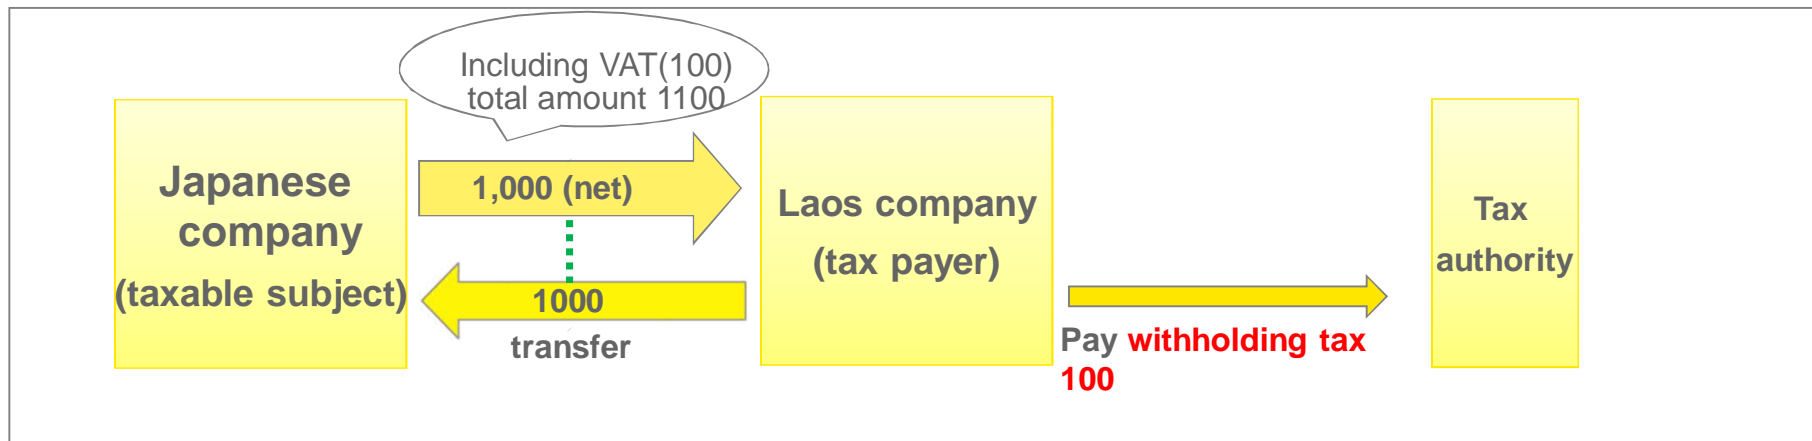 Including VAT(100)
total amount 1100
Japanese
company
(taxable subject)
1,000 (net)
1000
transfer
Laos company
(tax payer)
Pay withholding tax
100
Tax
authority